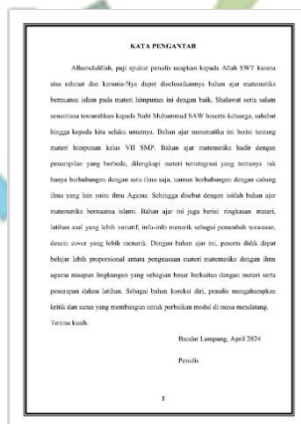 KATA PENGANTAR
Alhamdulillah, puji syukur penulis ucapkan kepada Allah SWT karena
atas rahmat dan karunia-Nya dapat diselesaikannya bahan ajar matematika
bernuansa islam pada materi himpunan ini dengan baik. Shalawat serta salam
senantiasa tercurahkan kepada Nabi Muhammad SAW beserta keluarga, sahabat
hingga kepada kita selaku umatnya. Bahan ajar matematika ini berisi tentang
materi himpunan kelas VII SMP. Bahan ajar matematika hadir dengan
penampilan yang berbeda, dilengkapi materi terintegrasi yang tentunya tak
hanya berhubungan dengan satu ilmu saja, namun berhubungan dengan cabang
ilmu yang lain yaitu ilmu Agama. Sehingga disebut dengan istilah bahan ajar
matematika bernuansa islami. Bahan ajar ini juga berisi ringkasan materi,
latihan soal yang lebih variatif, info-info menarik sebagai penambah wawasan,
desain cover yang lebih menarik. Dengan bahan ajar ini, peserta didik dapat
belajar lebih proporsional antara penguasaan materi matematika dengan ilmu
agama maupun lingkungan yang sebagian besar berkaitan dengan materi serta
penerapan dalam latihan. Sebagai bahan koreksi diri, penulis mengaharapkan
kritik dan saran yang membangun untuk perbaikan modul di masa mendatang.
Terima kasih.
Bandar Lampung, April 2024
Penulis
3